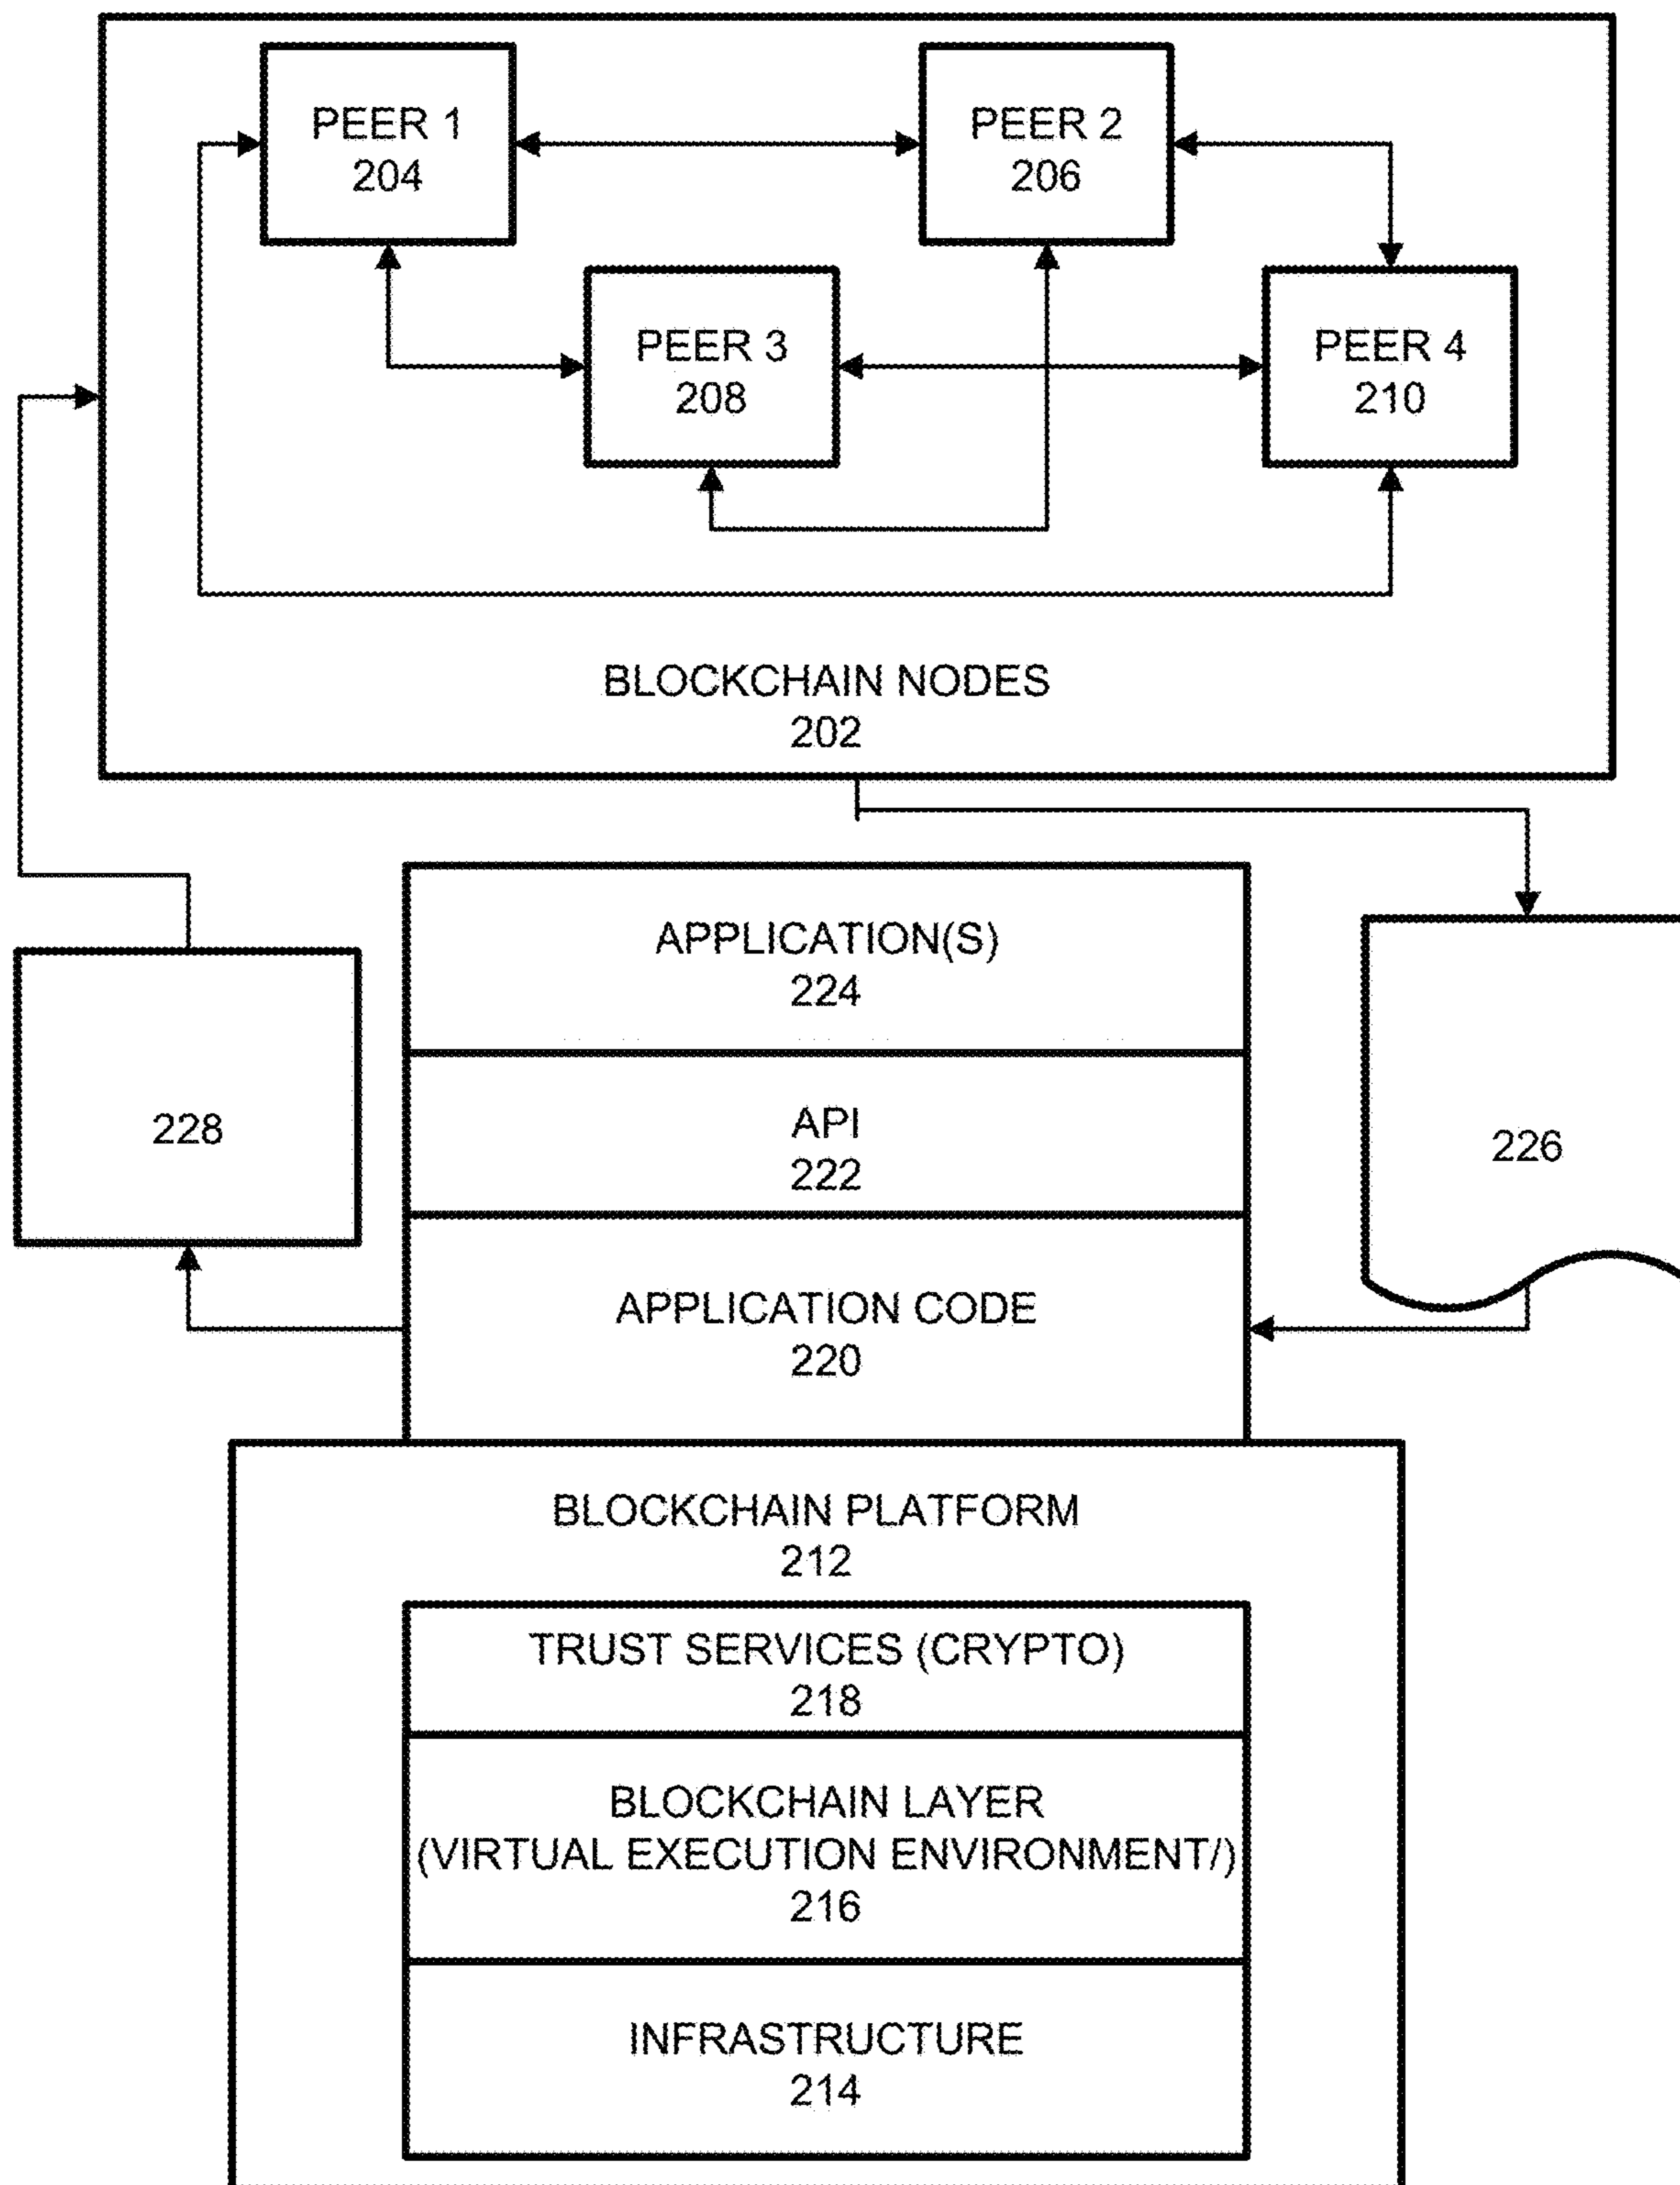 PEER 1
204
PEER 2
206
PEER 3
208
PEER 4
210
BLOCKCHAIN NODES
202
APPLICATION(S)
224
API
222
228
226
APPLICATION CODE
220
BLOCKCHAIN PLATFORM
212
TRUST SERVICES (CRYPTO)
218
BLOCKCHAIN LAYER
(VIRTUAL EXECUTION ENVIRONMENT/)
216
INFRASTRUCTURE
214